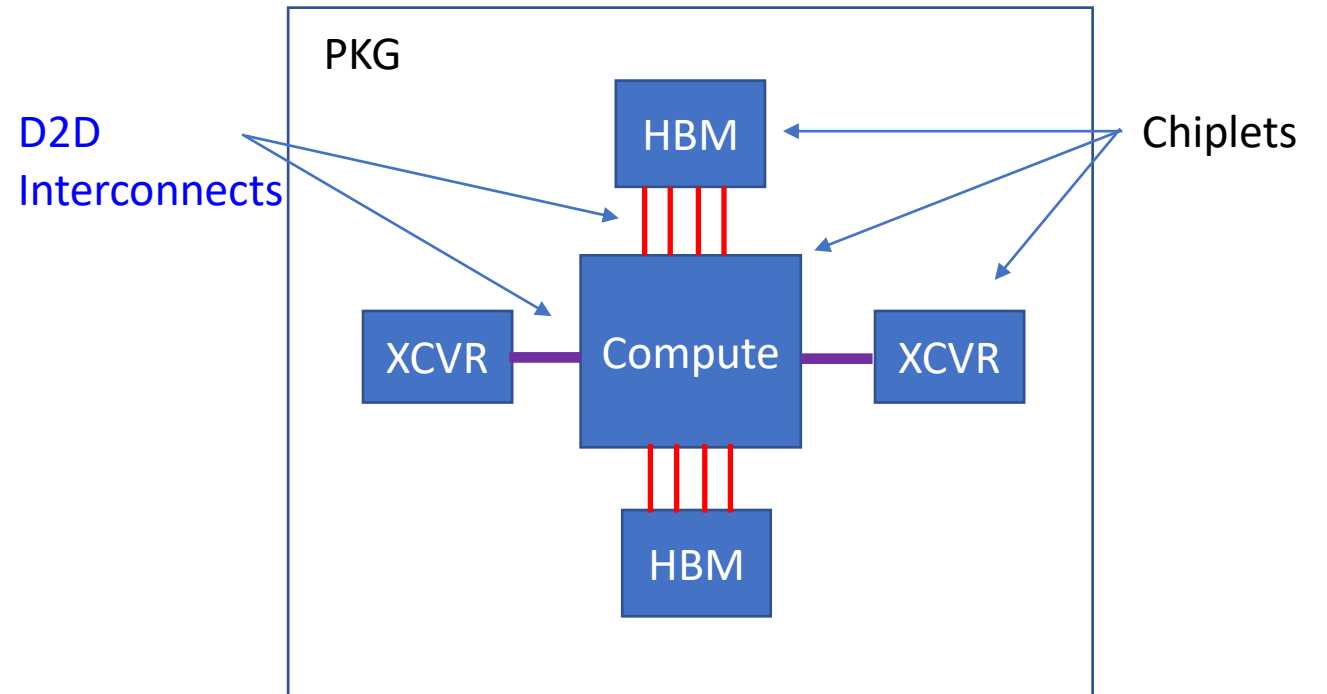 PKG
D2D
Interconnects
HBM
Chiplets
XCVR
Compute
XCVR
HBM